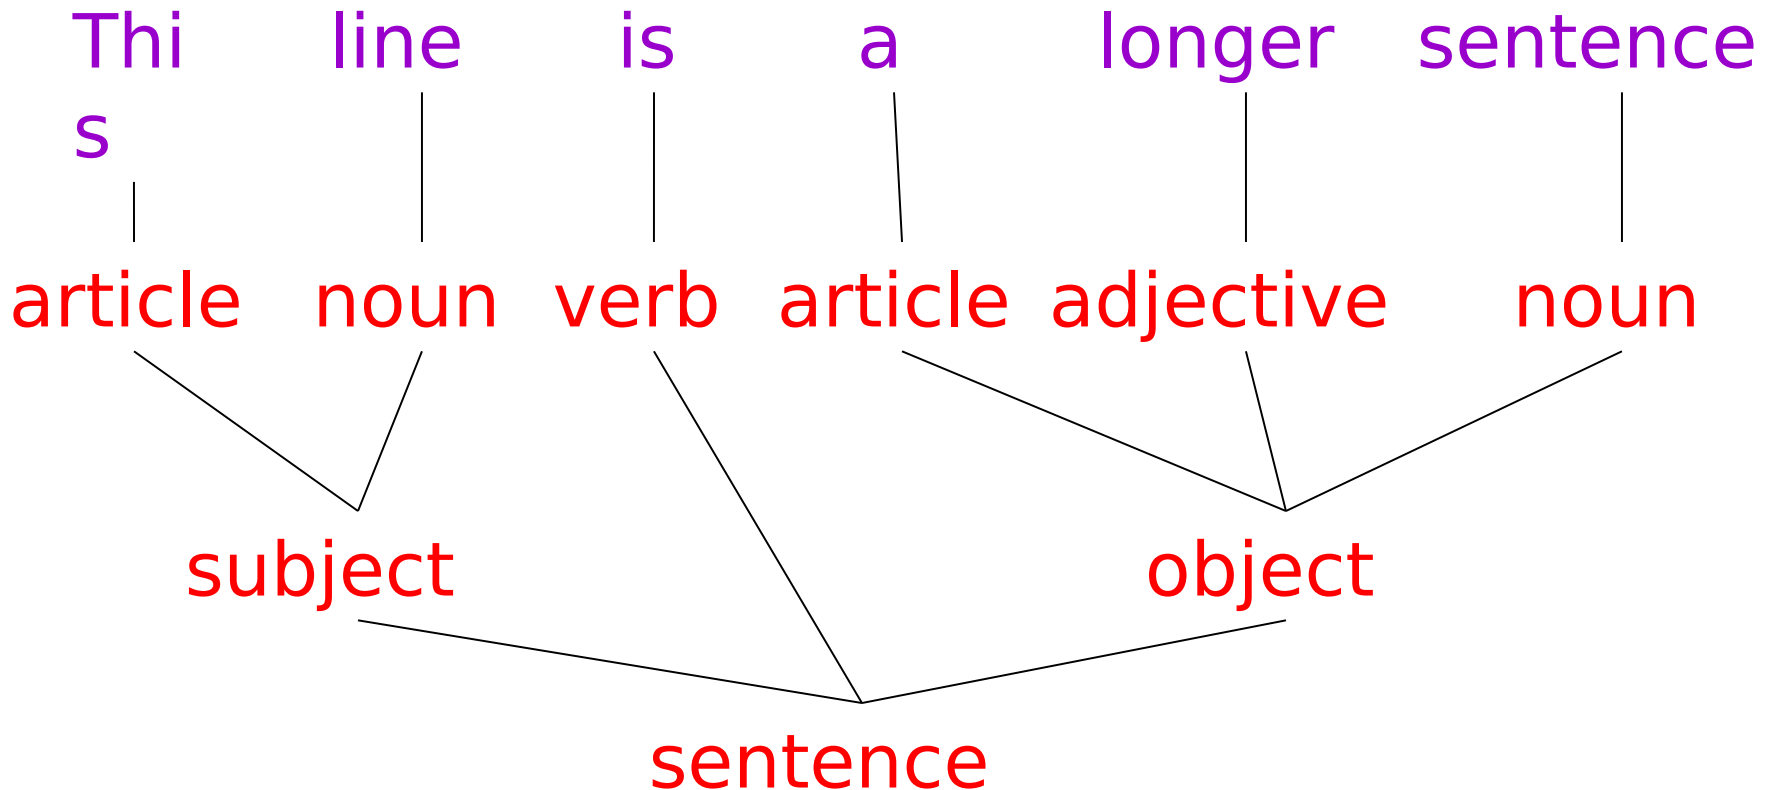 Thi line is a longer sentence
s
article noun verb article adjective noun
subject object
sentence